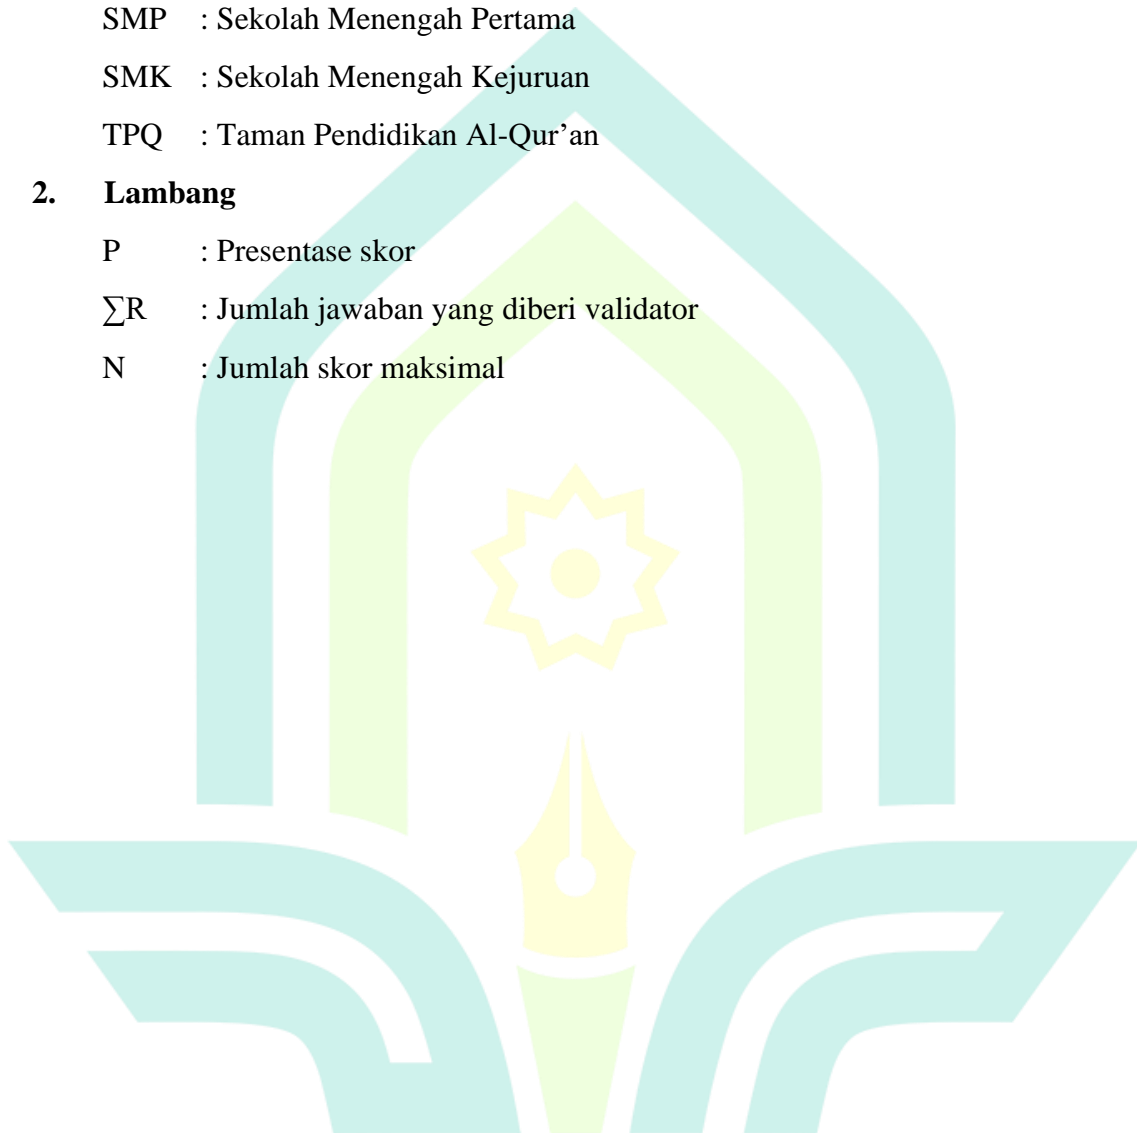 SMP : Sekolah Menengah Pertama
SMK : Sekolah Menengah Kejuruan
TPQ : Taman Pendidikan Al-Qur’an
2. Lambang
P : Presentase skor
∑R : Jumlah jawaban yang diberi validator
N : Jumlah skor maksimal